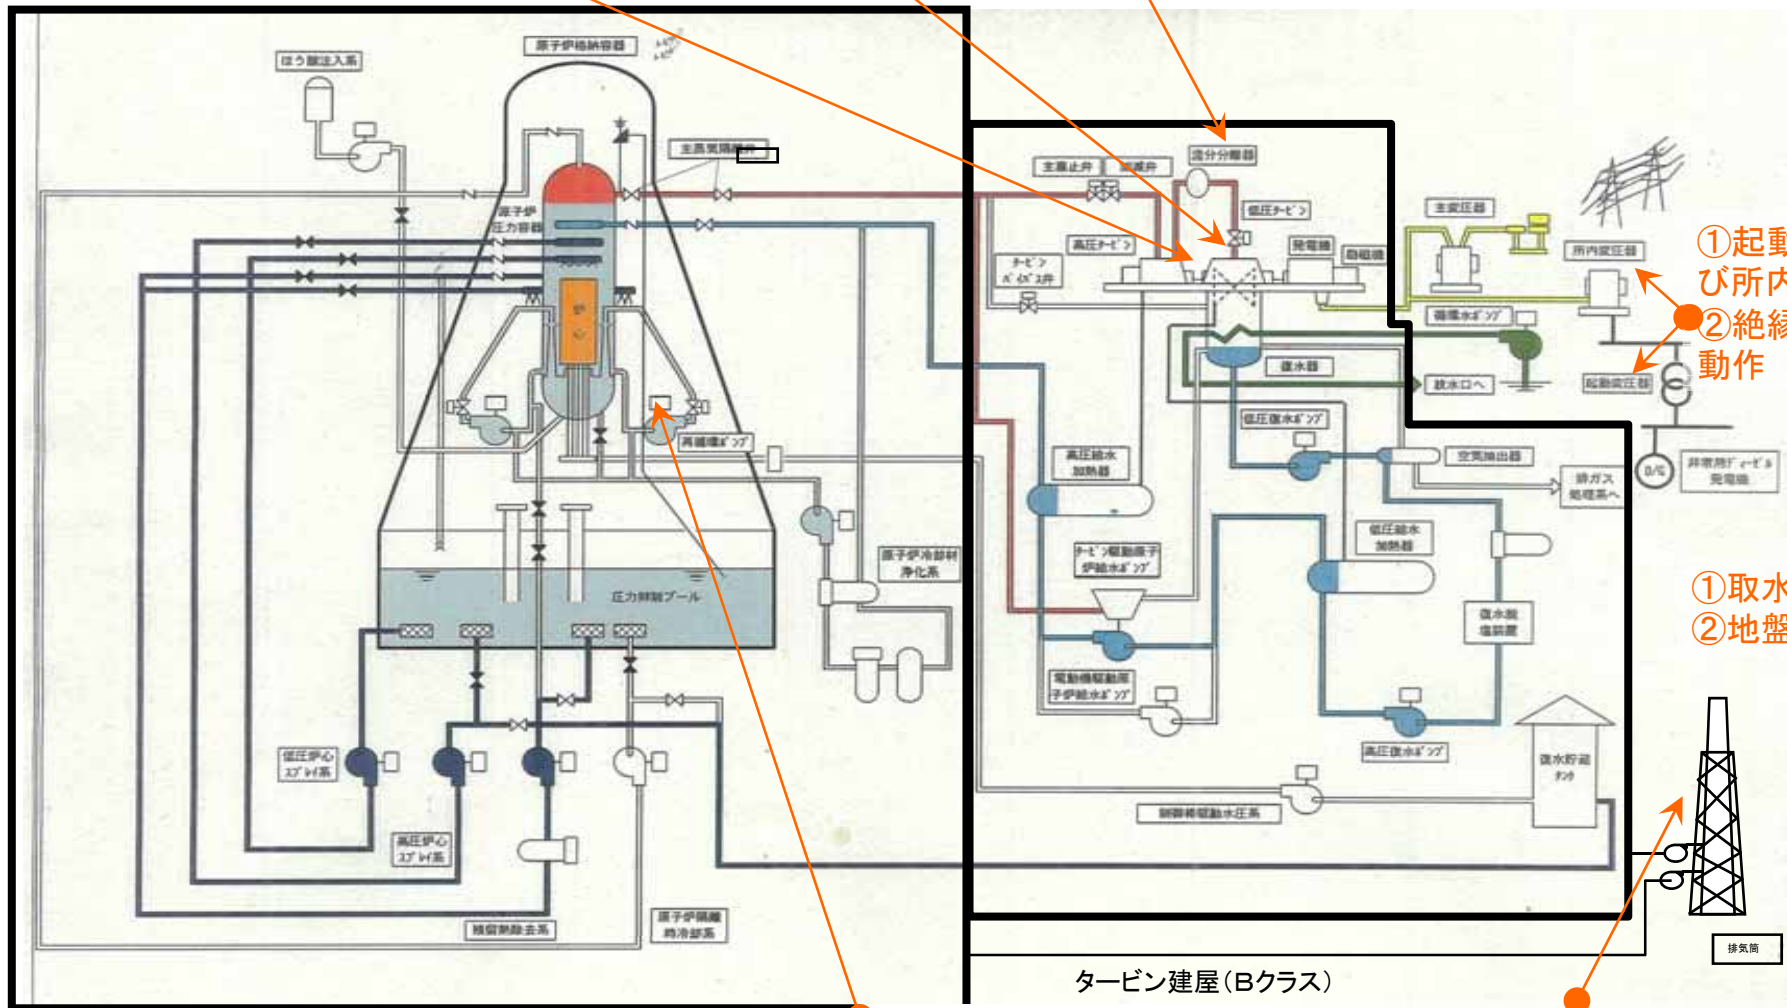 原子炉格納容器
ほう酸注入系
主蒸気隔離弁
原子炉
圧力容器
炉心
再循環ポンプ
原子炉冷却材
浄化系
圧力抑制プール
低圧炉心
スプレイ系
高圧炉心
スプレイ系
残留熱除去系
原子炉隔離
時冷却系
湿分分離器
主塞止弁
加減弁
低圧タービン
高圧タービン
発電機
励磁機
タービン
バイパス弁
主変圧器
所内変圧器
循環水ポンプ
復水器
放水口へ
起動変圧器
低圧復水ポンプ
高圧給水
加熱器
空気抽出器
排ガス
処理系へ
D/G
非常用ディーゼル
発電機
低圧給水
加熱器
タービン駆動原子
炉給水ポンプ
復水脱
塩装置
電動機駆動原
子炉給水ポンプ
高圧復水ポンプ
復水貯蔵
タンク
制御棒駆動水圧系
①起動
び所内
②絶縁
動作
①取水
②地盤
排気筒
タービン建屋(Bクラス)